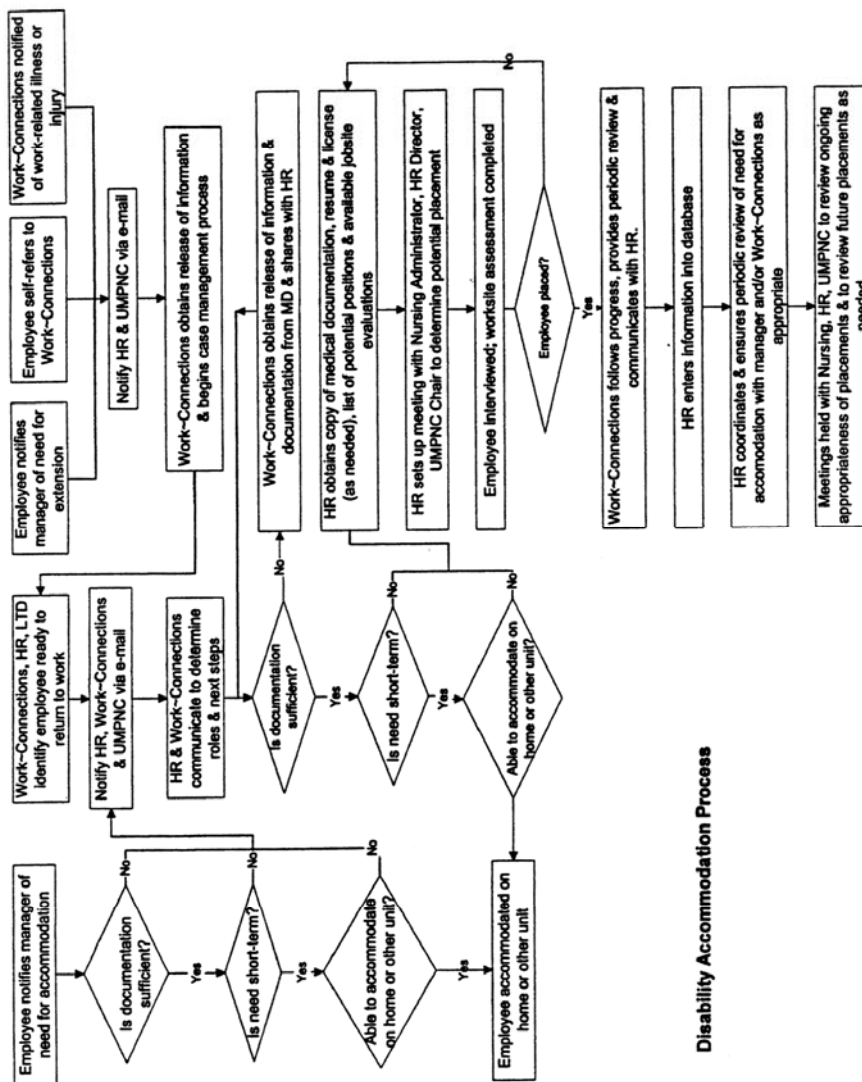 Employee notifies manager of
need for accommodation
Is documentation
sufficient?
No
Yes
Is need short-term?
No
Yes
Able to accommodate
on home or other unit?
No
Yes
Employee accommodated on
home or other unit
Work~Connections, HR, LTD
identify employee ready to
return to work
Notify HR, Work~Connections
& UMPNC via e-mail
HR & Work~Connections
communicate to determine
roles & next steps
Is documentation
sufficient?
No
Yes
Is need short-term?
No
Yes
Able to accommodate on
home or other unit?
No
Yes
Employee notifies
manager of need for
extension
Employee self-refers to
Work~Connections
Work~Connections notified
of work-related illness or
injury
Notify HR & UMPNC via e-mail
Work~Connections obtains release of information
& begins case management process
Work~Connections obtains release of information &
documentation from MD & shares with HR
HR obtains copy of medical documentation, resume & license
(as needed), list of potential positions & available jobsite
evaluations
HR sets up meeting with Nursing Administrator, HR Director,
UMPNC Chair to determine potential placement
Employee interviewed; worksite assessment completed
Employee placed?
No
Yes
Work~Connections follows progress, provides periodic review &
communicates with HR.
HR enters information into database
HR coordinates & ensures periodic review of need for
accomodation with manager and/or Work~Connections as
appropriate
Meetings held with Nursing, HR, UMPNC to review ongoing
appropriateness of placements & to review future placements as
needed
Disability Accommodation Process